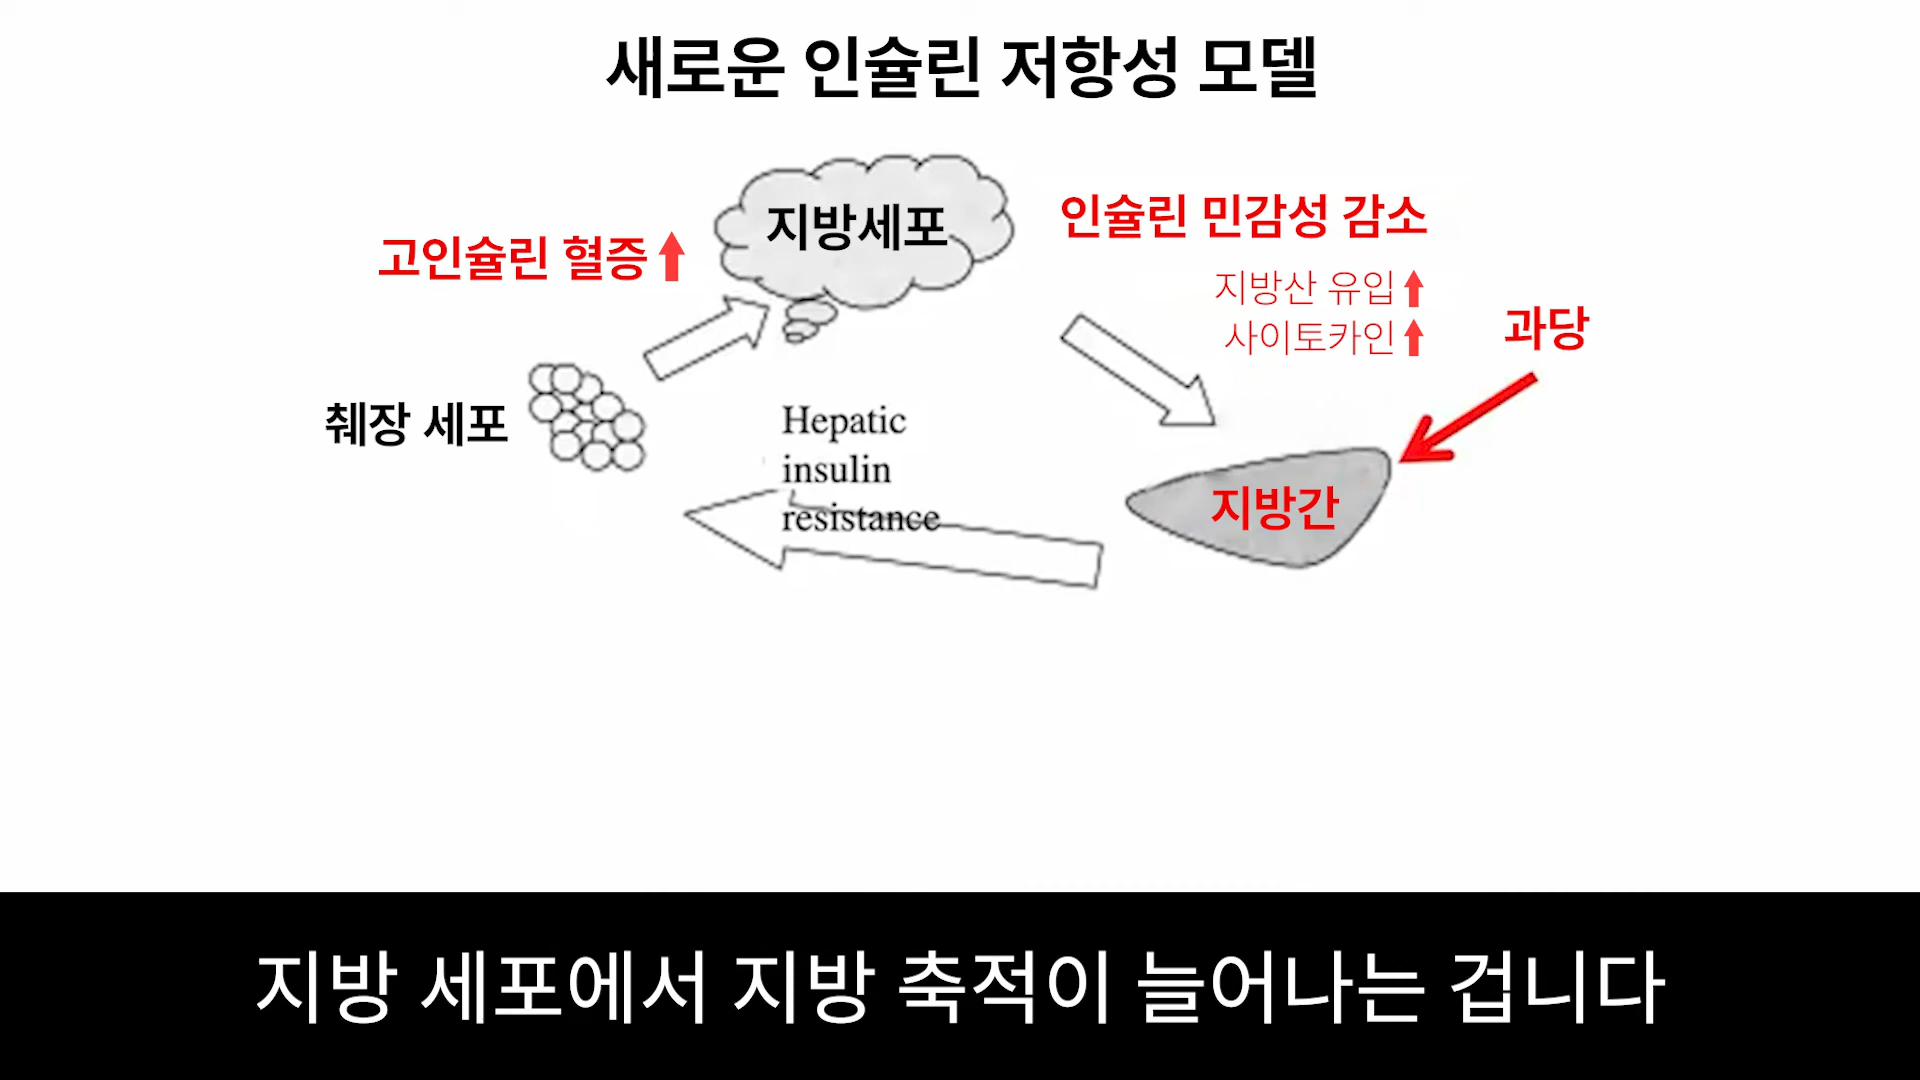 새로운 인슐린 저항성 모델
지방세포
인슐린 민감성 감소
고인슐린 혈증
지방산 유입
사이토카인
과당
췌장 세포
Hepatic
insulin
resistance
지방간
지방 세포에서 지방 축적이 늘어나는 겁니다